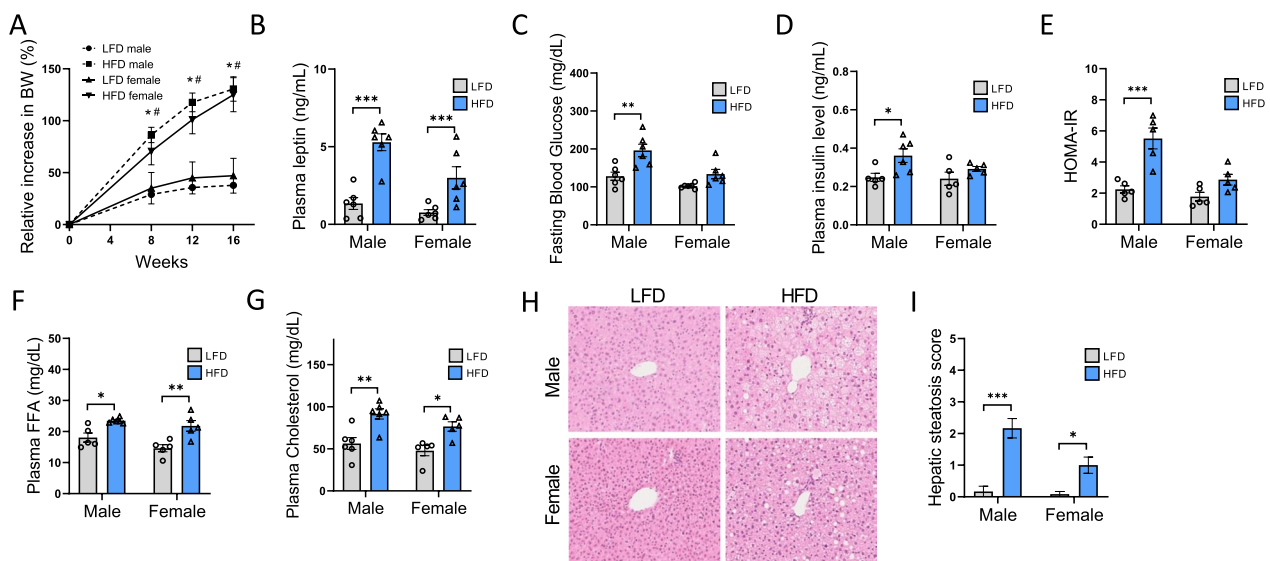 A
LFD male
HFD male
LFD female
HFD female
Relative increase in BW (%)
150
100
50
0
* #
* #
* #
0 4 8 12 16
Weeks
B
Plasma leptin (ng/mL)
10
5
0
LFD
HFD
***
***
Male Female
C
Fasting Blood Glucose (mg/dL)
400
300
200
100
0
LFD
HFD
**
Male Female
D
Plasma insulin level (ng/mL)
0.8
0.6
0.4
0.2
0.0
LFD
HFD
*
Male Female
E
HOMA-IR
10
8
6
4
2
0
LFD
HFD
***
Male Female
F
Plasma FFA (mg/dL)
50
40
30
20
10
0
LFD
HFD
*
**
Male Female
G
Plasma Cholesterol (mg/dL)
150
100
50
0
LFD
HFD
**
*
Male Female
H
LFD HFD
Male
Female
I
Hepatic steatosis score
5
4
3
2
1
0
LFD
HFD
***
*
Male Female